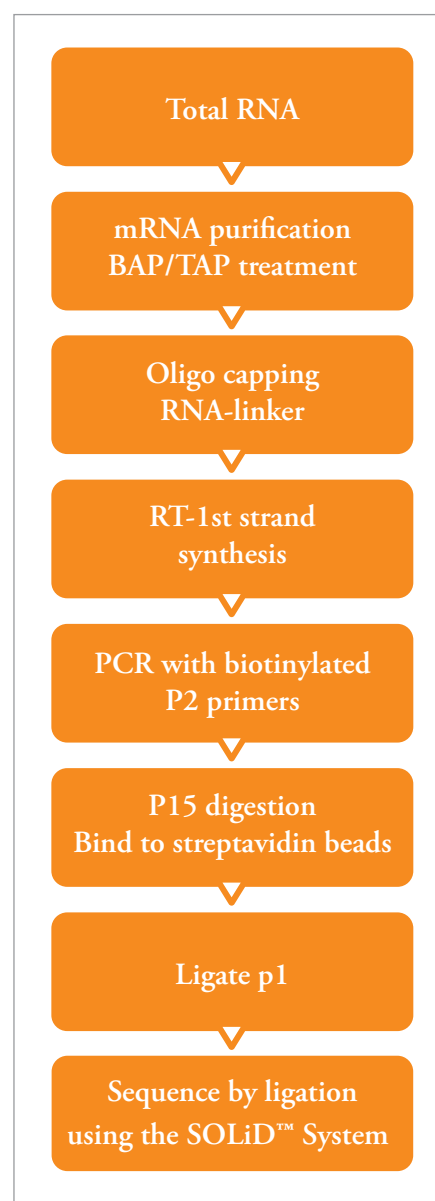 Total RNA
mRNA purification
BAP/TAP treatment
Oligo capping
RNA-linker
RT-1st strand
synthesis
PCR with biotinylated
P2 primers
P15 digestion
Bind to streptavidin beads
Ligate p1
Sequence by ligation
using the SOLiD™ System